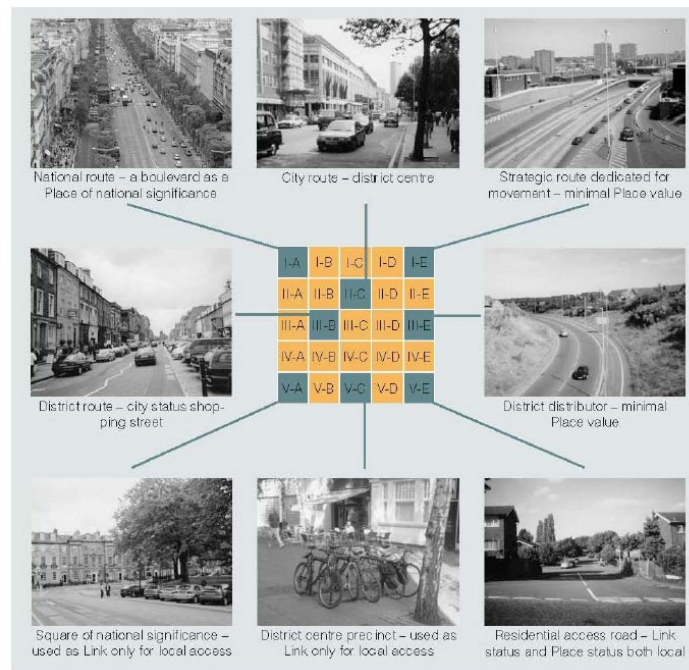 National route – a boulevard as a
Place of national significance
City route – district centre
Strategic route dedicated for
movement – minimal Place value
I-A I-B I-C I-D I-E
II-A II-B II-C II-D II-E
III-A III-B III-C III-D III-E
IV-A IV-B IV-C IV-D IV-E
V-A V-B V-C V-D V-E
District route – city status shop-
ping street
District distributor – minimal
Place value
Square of national significance –
used as Link only for local access
District centre precinct – used as
Link only for local access
Residential access road – Link
status and Place status both local